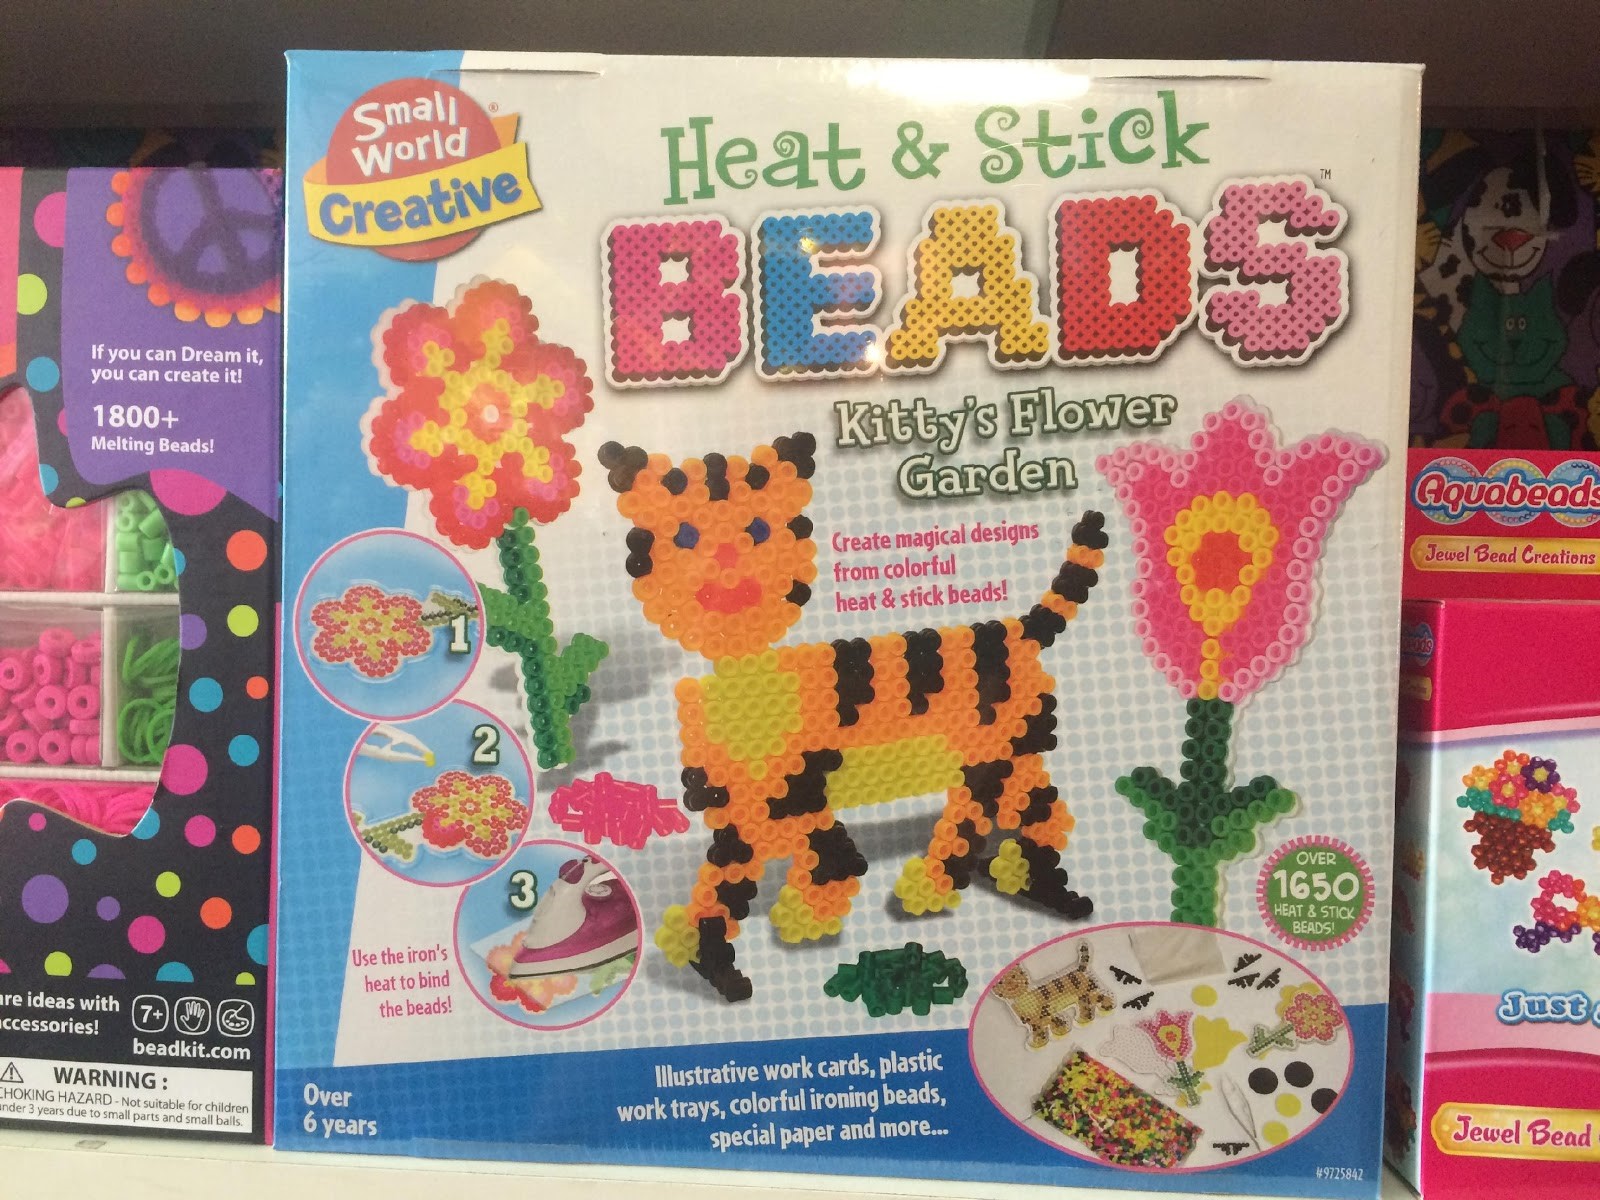 Small
World
Creative
®
Heat & Stick
BEADS
™
Kitty's Flower
Garden
Create magical designs
from colorful
heat & stick beads!
1
2
3
Use the iron's
heat to bind
the beads!
OVER
1650
HEAT & STICK
BEADS!
Over
6 years
Illustrative work cards, plastic
work trays, colorful ironing beads,
special paper and more...
#9725842
If you can Dream it,
you can create it!
1800+
Melting Beads!
are ideas with
accessories!
7+
beadkit.com
WARNING :
CHOKING HAZARD - Not suitable for children
under 3 years due to small parts and small balls.
Aquabeads
Jewel Bead Creations
Just
Jewel Bead